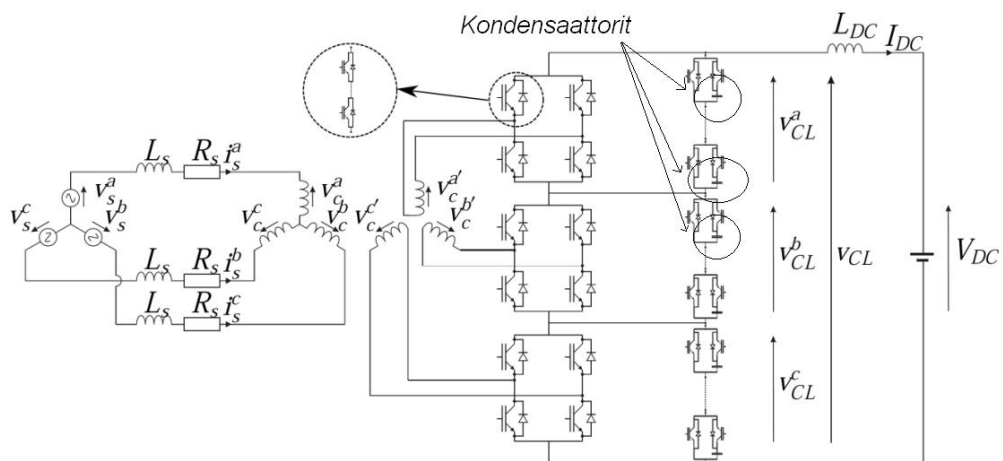 Kondensaattorit
L_DC
I_DC
L_s R_s i_s^a
v_s^a
v_s^c v_s^b
v_c^a
v_c^c v_c^b
v_c^a'
v_c^c' v_c^b'
L_s R_s i_s^b
L_s R_s i_s^c
v_CL^a
v_CL^b
v_CL
V_DC
v_CL^c